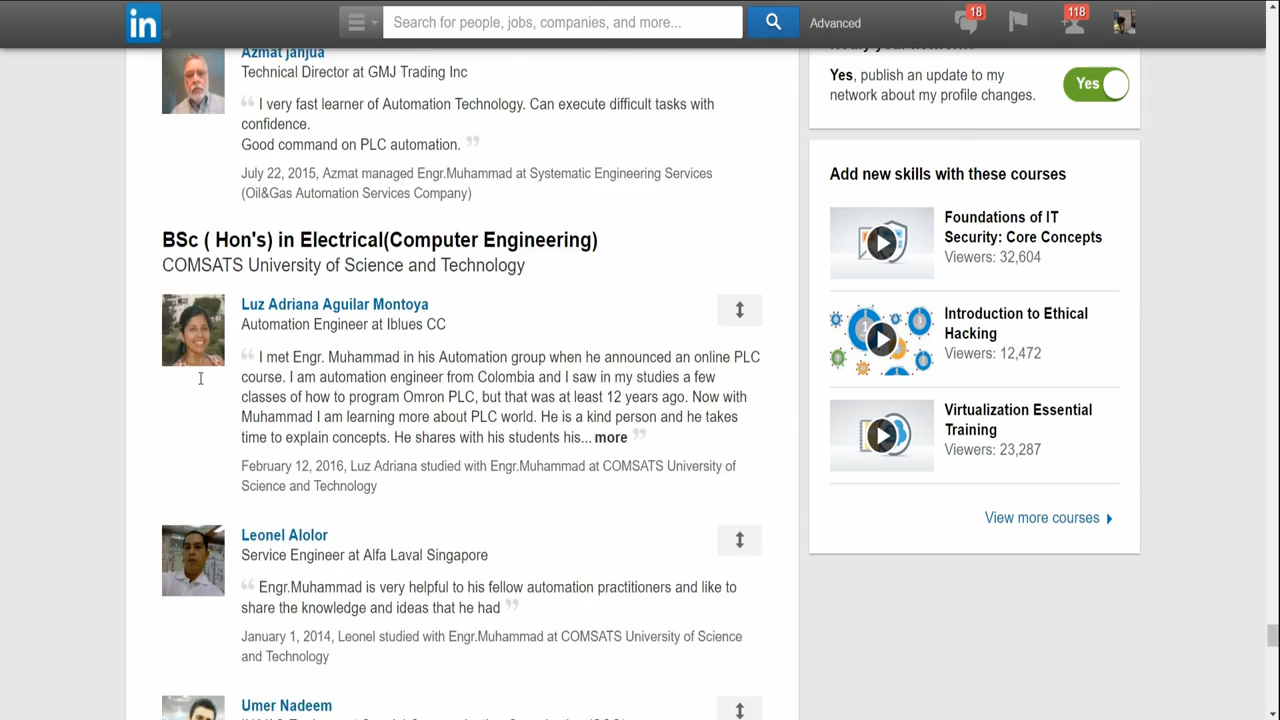 in
Search for people, jobs, companies, and more...
Advanced
18
118
Azmat janjua
Technical Director at GMJ Trading Inc
“ I very fast learner of Automation Technology. Can execute difficult tasks with
confidence.
Good command on PLC automation. ”
July 22, 2015, Azmat managed Engr.Muhammad at Systematic Engineering Services
(Oil&Gas Automation Services Company)
BSc ( Hon's) in Electrical(Computer Engineering)
COMSATS University of Science and Technology
Luz Adriana Aguilar Montoya
Automation Engineer at Iblues CC
“ I met Engr. Muhammad in his Automation group when he announced an online PLC
course. I am automation engineer from Colombia and I saw in my studies a few
classes of how to program Omron PLC, but that was at least 12 years ago. Now with
Muhammad I am learning more about PLC world. He is a kind person and he takes
time to explain concepts. He shares with his students his... more ”
February 12, 2016, Luz Adriana studied with Engr.Muhammad at COMSATS University of
Science and Technology
Leonel Alolor
Service Engineer at Alfa Laval Singapore
“ Engr.Muhammad is very helpful to his fellow automation practitioners and like to
share the knowledge and ideas that he had ”
January 1, 2014, Leonel studied with Engr.Muhammad at COMSATS University of Science
and Technology
Umer Nadeem
Yes, publish an update to my
network about my profile changes.
Yes
Add new skills with these courses
Foundations of IT
Security: Core Concepts
Viewers: 32,604
Introduction to Ethical
Hacking
Viewers: 12,472
Virtualization Essential
Training
Viewers: 23,287
View more courses